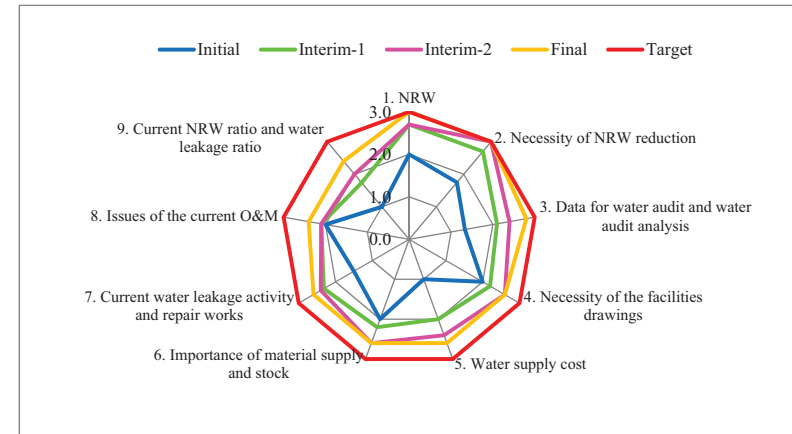 Initial Interim-1 Interim-2 Final Target
1. NRW
3.0
2.0
1.0
0.0
2. Necessity of NRW reduction
3. Data for water audit and water
audit analysis
4. Necessity of the facilities
drawings
5. Water supply cost
6. Importance of material supply
and stock
7. Current water leakage activity
and repair works
8. Issues of the current O&M
9. Current NRW ratio and water
leakage ratio